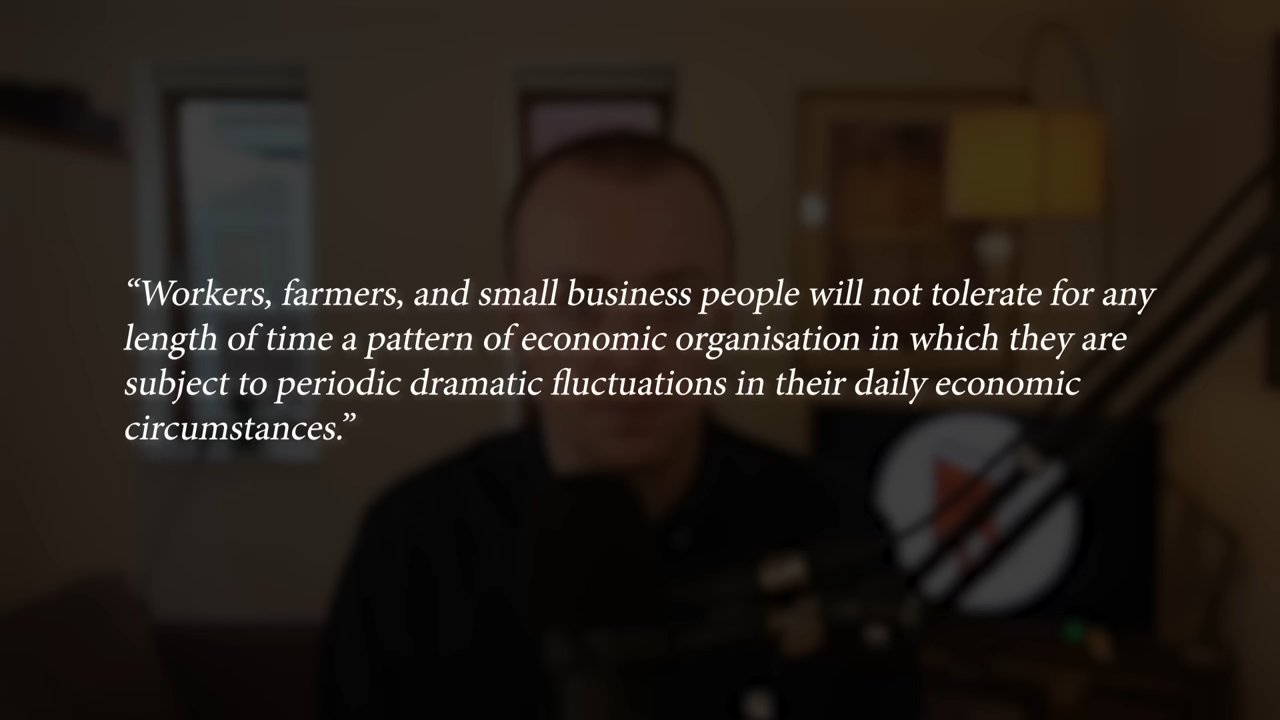 “Workers, farmers, and small business people will not tolerate for any
length of time a pattern of economic organisation in which they are
subject to periodic dramatic fluctuations in their daily economic
circumstances.”